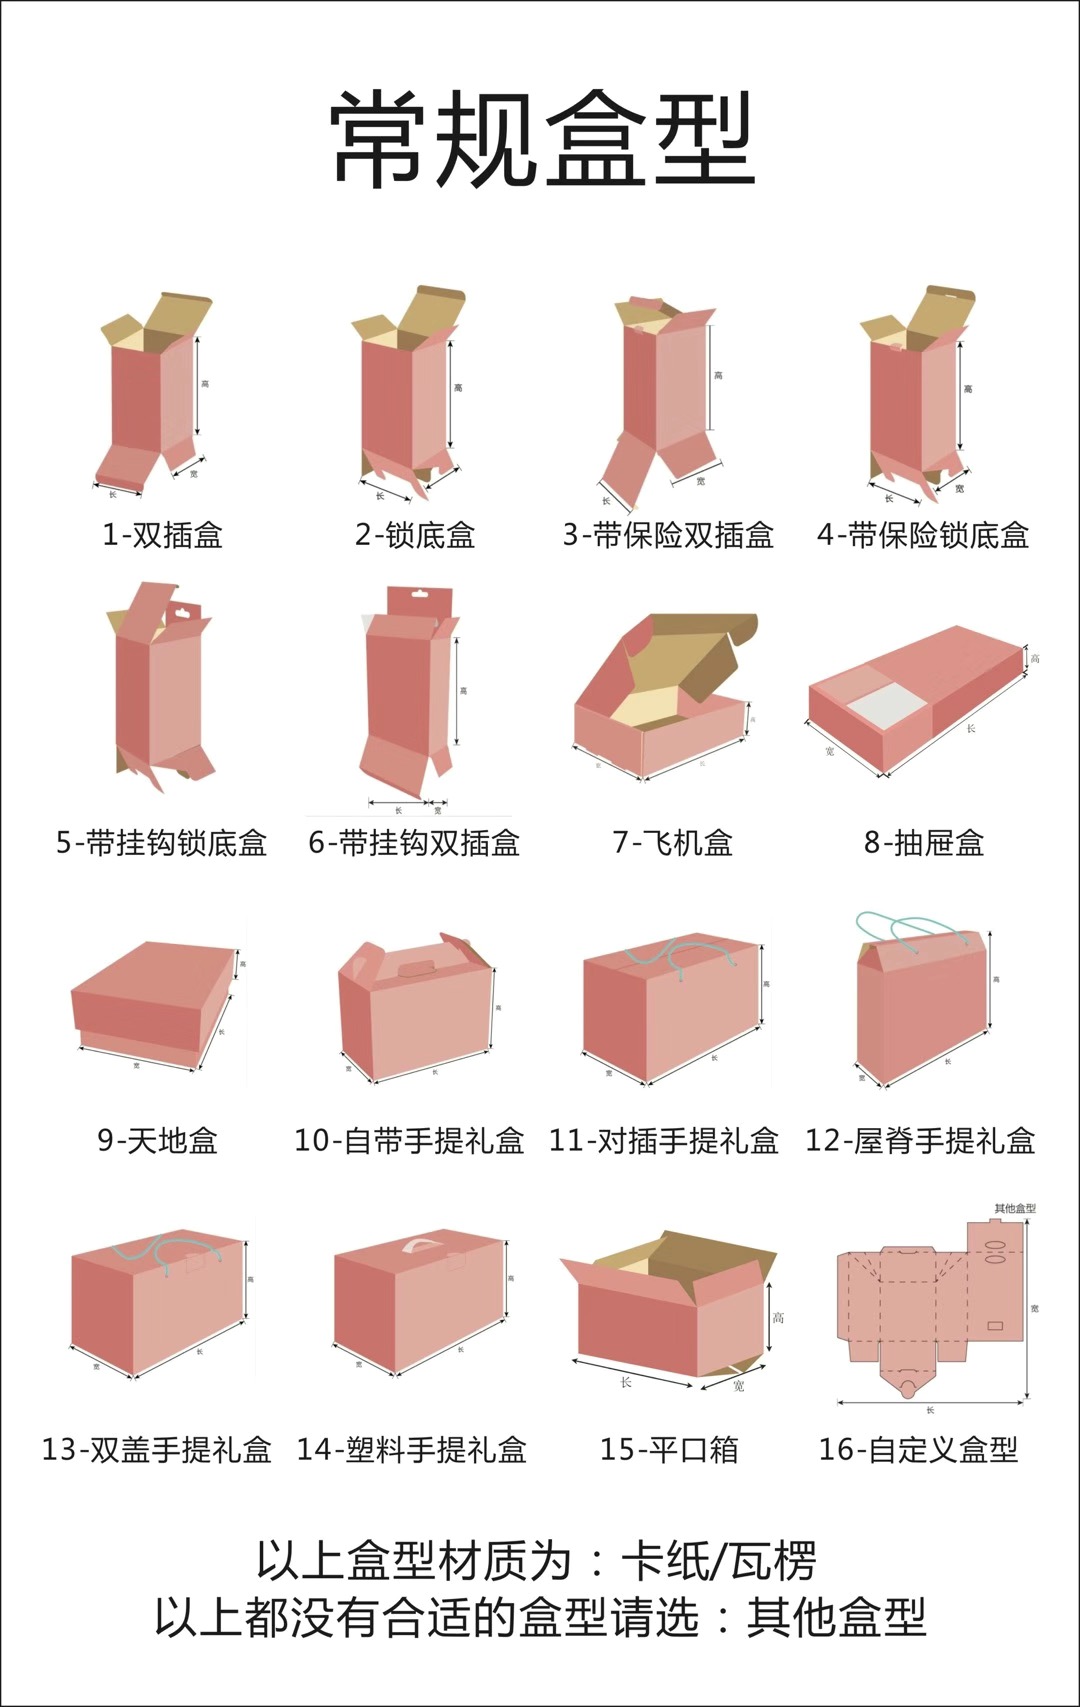 常规盒型
高
宽
长
高
长
高
宽
长
高
宽
长
1-双插盒
2-锁底盒
3-带保险双插盒
4-带保险锁底盒
高
长
宽
高
长
长
高
长
宽
5-带挂钩锁底盒
6-带挂钩双插盒
7-飞机盒
8-抽屉盒
高
长
宽
高
宽
长
高
宽
长
高
宽
长
9-天地盒
10-自带手提礼盒
11-对插手提礼盒
12-屋脊手提礼盒
高
宽
长
高
宽
长
高
长
宽
其他盒型
宽
长
13-双盖手提礼盒
14-塑料手提礼盒
15-平口箱
16-自定义盒型
以上盒型材质为：卡纸/瓦楞
以上都没有合适的盒型请选：其他盒型